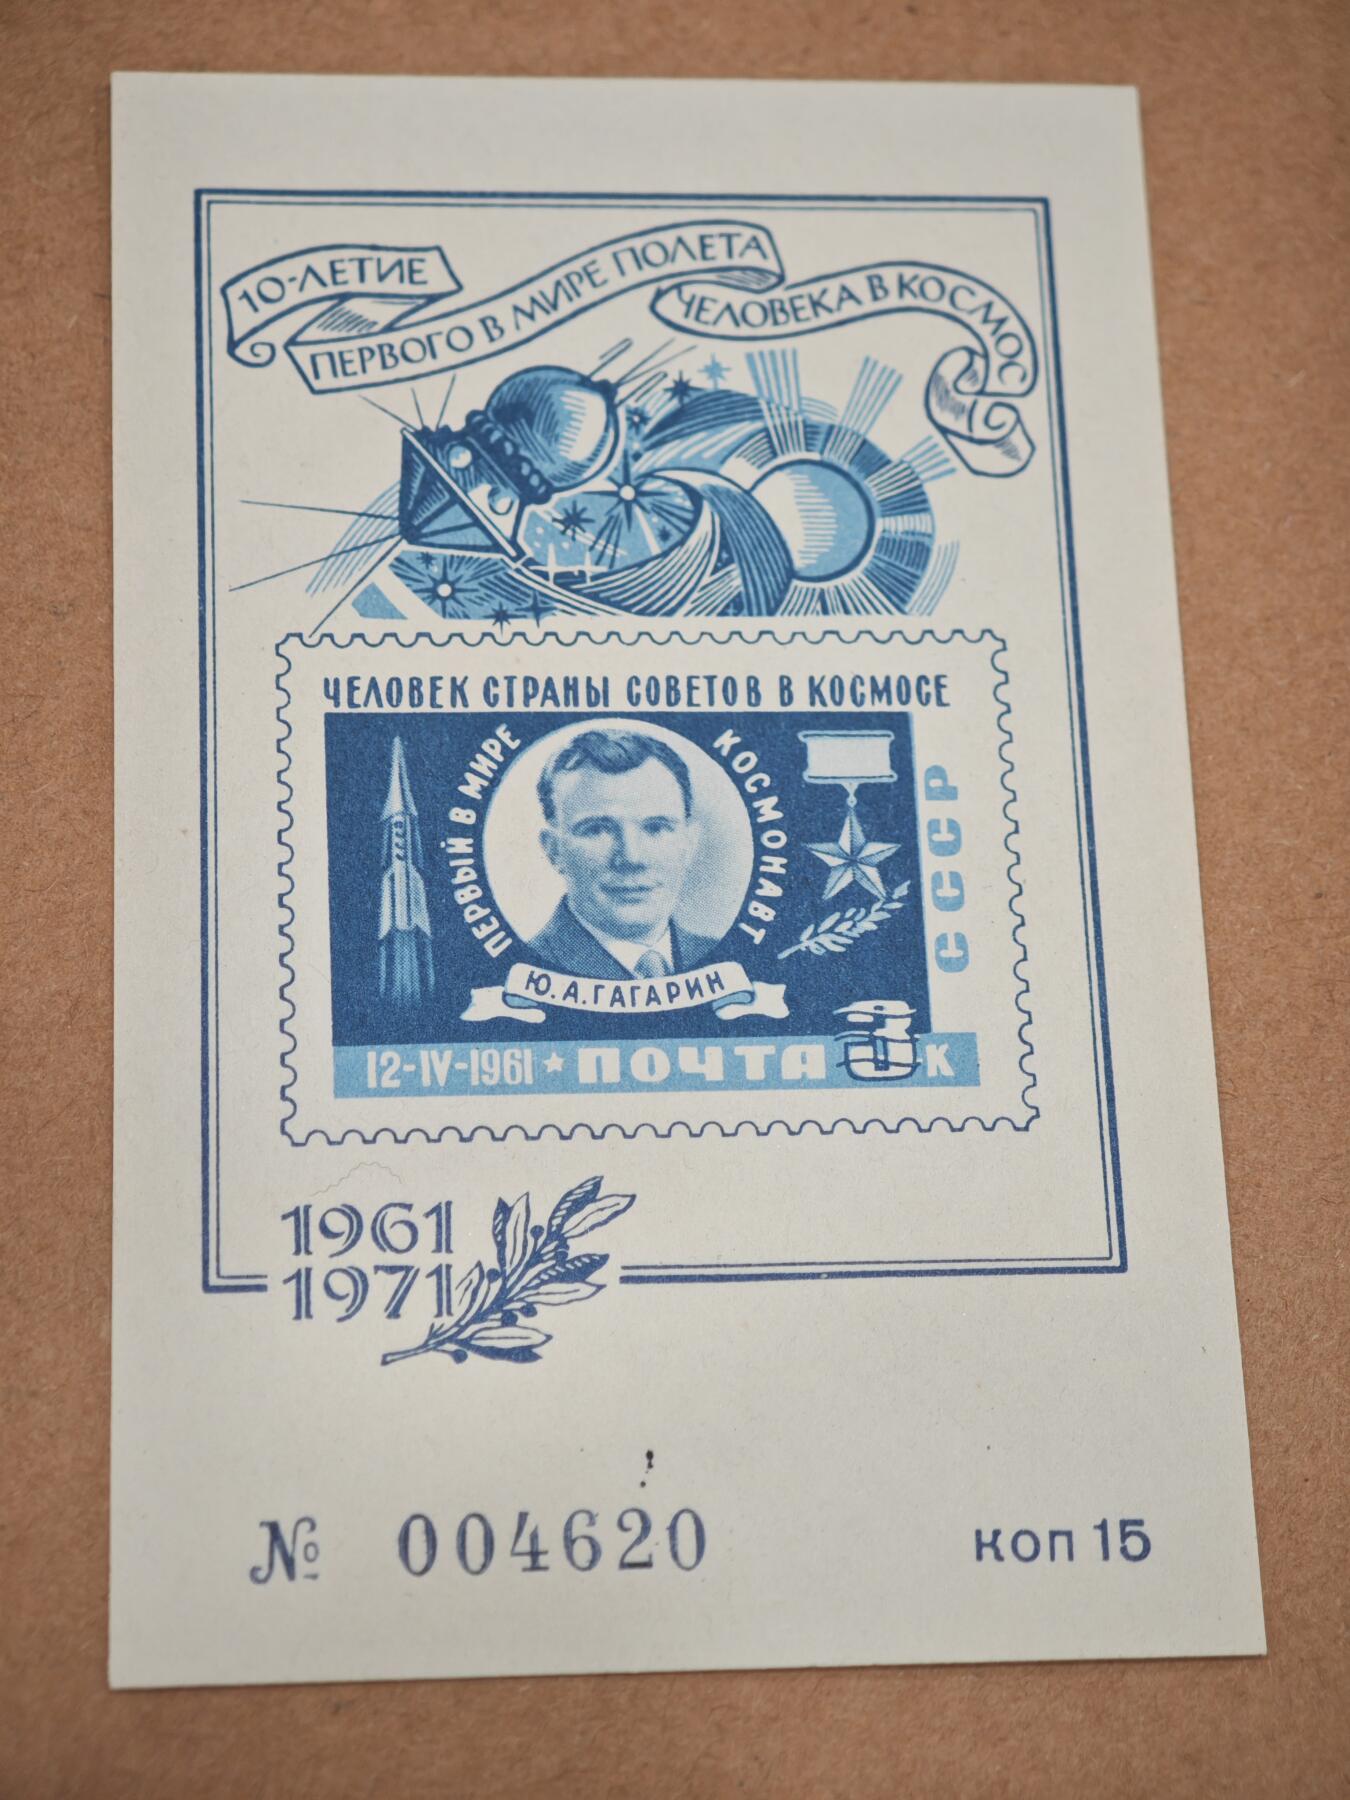 10-ЛЕТИЕ
ПЕРВОГО В МИРЕ ПОЛЕТА
ЧЕЛОВЕКА В КОСМОС
ЧЕЛОВЕК СТРАНЫ СОВЕТОВ В КОСМОСЕ
ПЕРВЫЙ В МИРЕ
КОСМОНАВТ
СССР
Ю.А.ГАГАРИН
12-IV-1961 ПОЧТА 3 К
1961
1971
№ 004620
коп 15